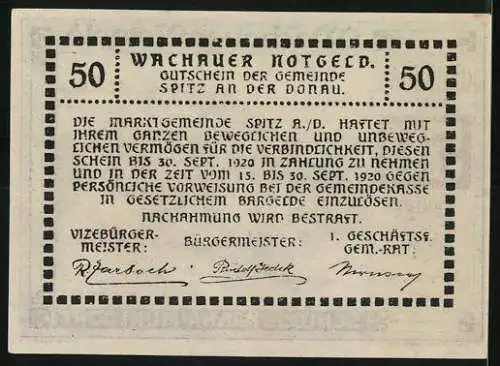 WACHAUER NOTGELD.
50 GUTSCHEIN DER GEMEINDE 50
SPITZ AN DER DONAU.
DIE MARKTGEMEINDE SPITZ A./D. HAFTET MIT
IHREM GANZEN BEWEGLICHEN UND UNBEWEG-
LICHEN VERMÖGEN FÜR DIE VERBINDLICHKEIT, DIESEN
SCHEIN BIS 30. SEPT. 1920 IN ZAHLUNG ZU NEHMEN
UND IN DER ZEIT VOM 15. BIS 30. SEPT. 1920 GEGEN
PERSÖNLICHE VORWEISUNG BEI DER GEMEINDEKASSE
IN GESETZLICHEM BARGELDE EINZULÖSEN.
NACHAHMUNG WIRD BESTRAFT.
VIZEBÜRGER-
MEISTER:
BÜRGERMEISTER:
1. GESCHÄFTSF.
GEM.-RAT: